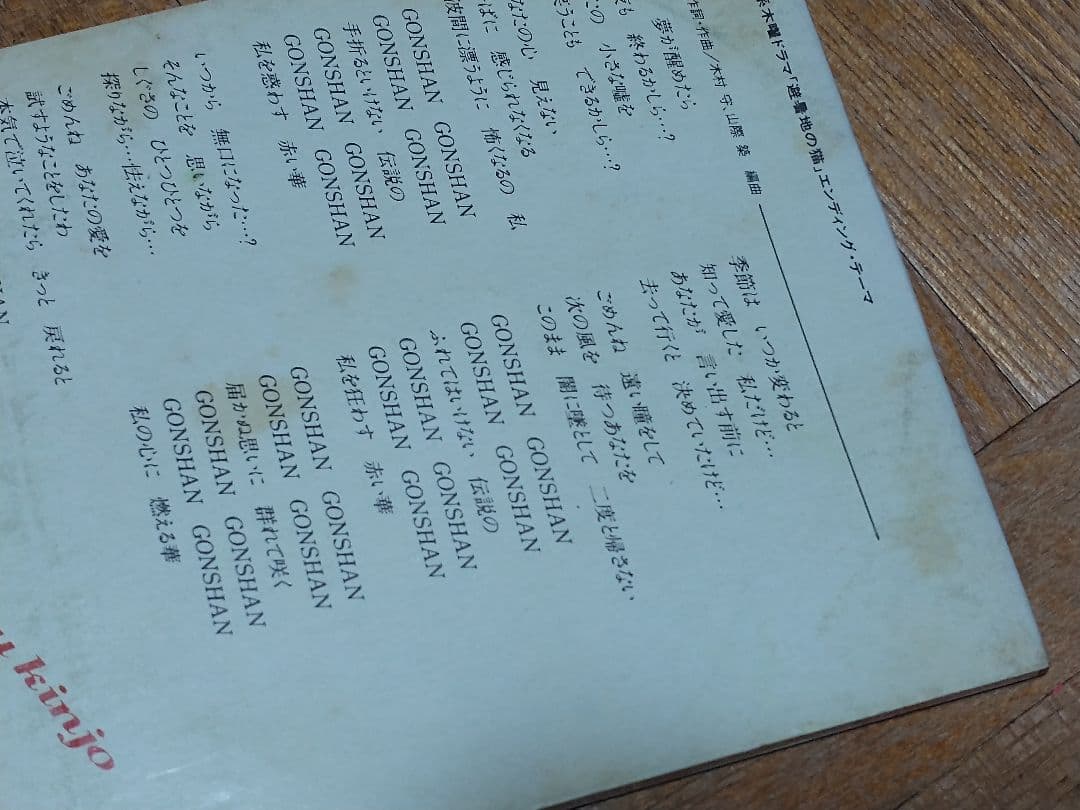 木曜ドラマ「避暑地の猫」エンディング・テーマ
作詞・作曲/木村 守、山際 築 編曲
夢が醒めたら
終わるかしら…?
小さな嘘を
できるかしら…?
なたの心 見えない
ばに 感じられなくなる
波間に漂うように 怖くなるの 私
GONSHAN GONSHAN
GONSHAN GONSHAN
手折るといけない 伝説の
GONSHAN GONSHAN
GONSHAN GONSHAN
私を惑わす 赤い華
いつから 無口になった…?
そんなことを 思いながら
しぐさの ひとつひとつを
探りながら…怯えながら…
ごめんね あなたの愛を
試すようなことをしたわ
本気で泣いてくれたら きっと 戻れると
季節は いつか変わると
知って愛した 私だけど…
あなたが 言い出す前に
去って行くと 決めていたけど…
ごめんね 遠い瞳をして
次の風を 待つあなたを
このまま 闇に墜として 二度と帰さない
GONSHAN GONSHAN
GONSHAN GONSHAN
ふれてはいけない 伝説の
GONSHAN GONSHAN
GONSHAN GONSHAN
私を狂わす 赤い華
GONSHAN GONSHAN
GONSHAN GONSHAN
届かぬ思いに 群れて咲く
GONSHAN GONSHAN
GONSHAN GONSHAN
私の心に 燃える華
kinjo